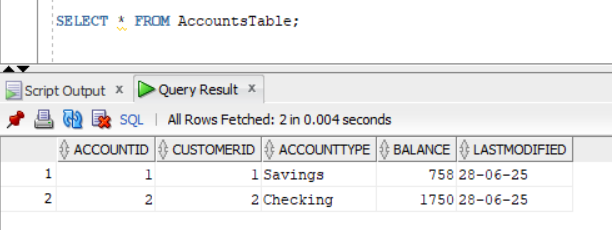 SELECT * FROM AccountsTable;
Script Output x Query Result x
SQL | All Rows Fetched: 2 in 0.004 seconds
ACCOUNTID CUSTOMERID ACCOUNTTYPE BALANCE LASTMODIFIED
1 1 1 Savings 758 28-06-25
2 2 2 Checking 1750 28-06-25